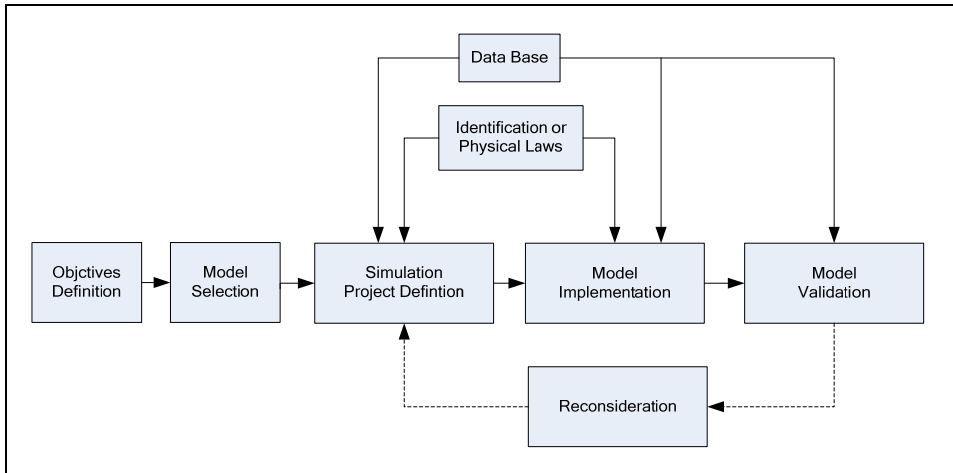 Data Base
Identification or
Physical Laws
Objctives
Definition
Model
Selection
Simulation
Project Defintion
Model
Implementation
Model
Validation
Reconsideration